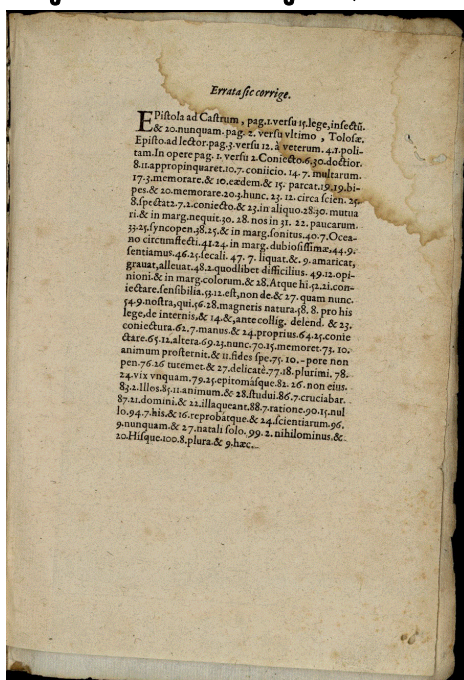 Errata sic corrige.
EPistola ad Castrum, pag.1.versu 15.lege,insectū.
& 20.nunquam. pag. 2. versu vltimo, Tolosæ.
Episto.ad lector.pag.3.versu 12. à veterum. 4.1.poli-
tam.In opere pag. 1. versu 2.Coniecto.6.30.doctior.
8.11.appropinquaret.10.7. coniicio. 14. 7. multarum.
17.3.memorare.& 10.eædem.& 15. parcat.19.19.bi-
pes.& 20.memorare.20.3.hunc. 23. 12. circa scien. 25.
8.spectat.27.2.coniecto.& 23.in aliquo.28.30. mutua
ri.& in marg.nequit.30. 28. nos in 31. 22. paucarum.
33.25.syncopen.38.25.& in marg.sonitus.40.7.Ocea-
no circumflecti.41.24.in marg. dubiosissimæ,44.9.
sentiamus.46.25.secali.47. 7. liquat.&. 9. amaricat,
grauat,alleuat.48.2.quodlibet difficilius. 49.12.opi-
nioni.& in marg.colorum.& 28.Atque hi.52.21.con-
iectare.sensibilia.53.12.est,non de.& 27. quam nunc.
54.9.nostra,qui.56.28.magneris natura.58. 8. pro his
lege,de internis,& 14.&,ante collig. delend. & 23.
coniectura.62.7.manus & 24.proprius.64.25.conie
ctare.65.12.altera.69.23.nunc.70.15.memoret.73. 10.
animum prosternit.& 11.fides spe.75. 10.-pore non
pen.76.26 tutemet.& 27.delicatè.77.18.plurimi. 78.
24.vix vnquam.79.25.epitomásque.82. 26. non eius.
83.2.Illos.85.11.animum.& 28.studui.86.7.cruciabar.
87.21.domini.& 22.illaqueant.88.7.ratione.90.15.nul
lo.94.7.his.& 16.reprobatque.& 24.scientiarum.96.
9.nunquam.& 27.natali solo. 99. 2. nihilominus.&
20.Hisque.100.8.plura.& 9.hæc.